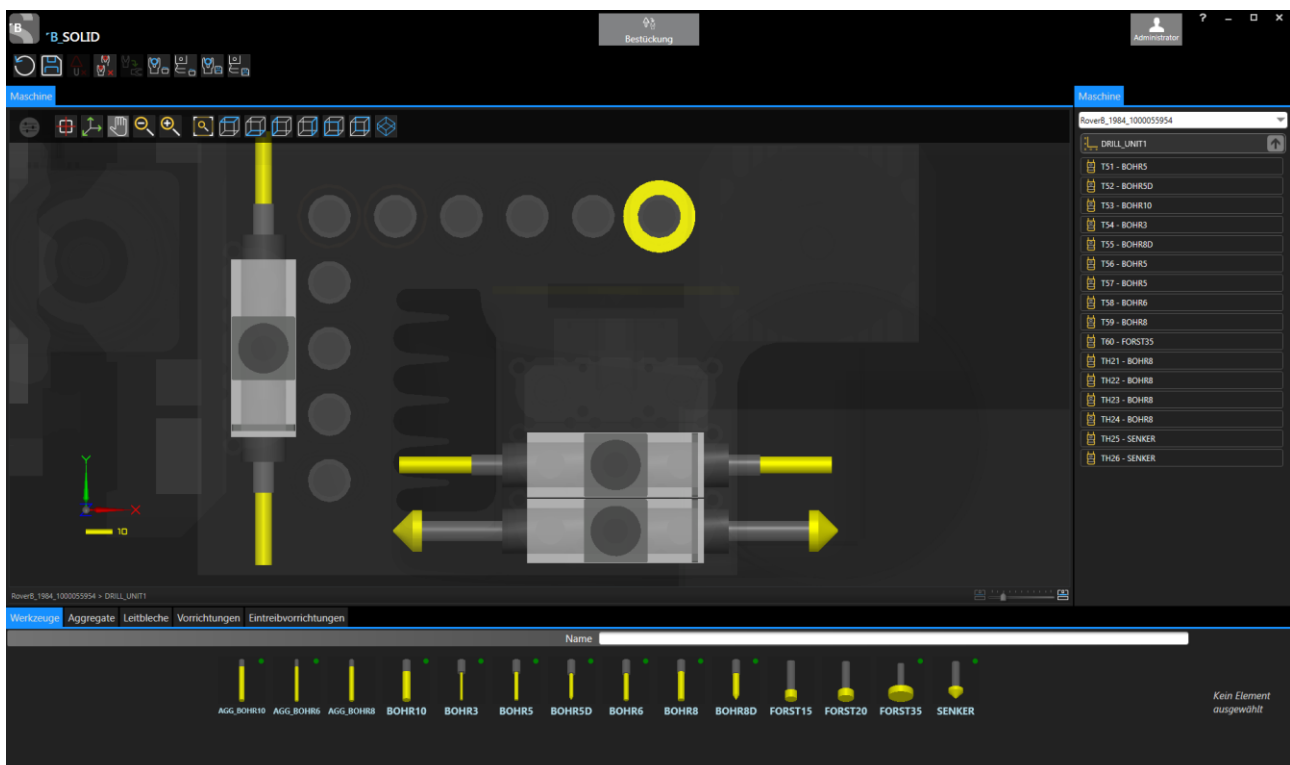 B
B_SOLID
Bestückung
Administrator
?
Maschine
Maschine
RoverB_1984_1000055954
DRILL_UNIT1
T51 - BOHR5
T52 - BOHR5D
T53 - BOHR10
T54 - BOHR3
T55 - BOHR8D
T56 - BOHR5
T57 - BOHR5
T58 - BOHR6
T59 - BOHR8
T60 - FORST35
TH21 - BOHR8
TH22 - BOHR8
TH23 - BOHR8
TH24 - BOHR8
TH25 - SENKER
TH26 - SENKER
Y
X
10
RoverB_1984_1000055954 > DRILL_UNIT1
Werkzeuge Aggregate Leitbleche Vorrichtungen Eintreibvorrichtungen
Name
AGG_BOHR10 AGG_BOHR6 AGG_BOHR8 BOHR10 BOHR3 BOHR5 BOHR5D BOHR6 BOHR8 BOHR8D FORST15 FORST20 FORST35 SENKER
Kein Element
ausgewählt